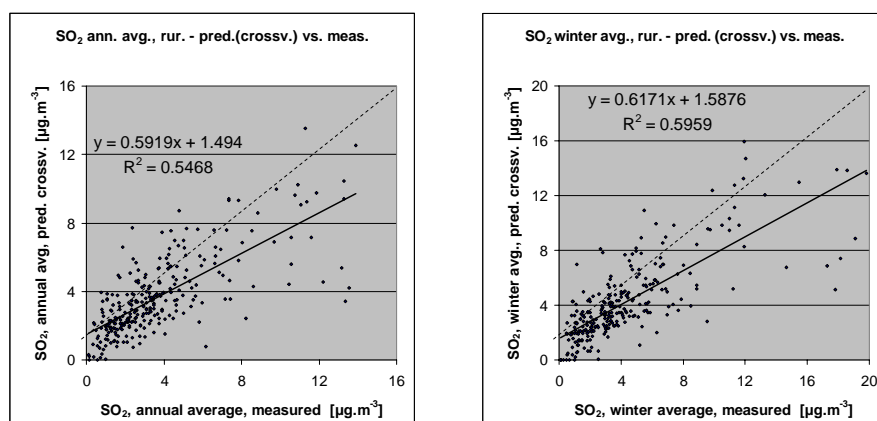 SO₂ ann. avg., rur. - pred.(crossv.) vs. meas.
16
12
8
4
0
SO₂, annual avg, pred. crossv. [µg.m⁻³]
y = 0.5919x + 1.494
R² = 0.5468
0 4 8 12 16
SO₂, annual average, measured [µg.m⁻³]
SO₂ winter avg., rur. - pred. (crossv.) vs. meas.
20
16
12
8
4
0
SO₂, winter avg., pred. crossv. [µg.m⁻³]
y = 0.6171x + 1.5876
R² = 0.5959
0 4 8 12 16 20
SO₂, winter average, measured [µg.m⁻³]